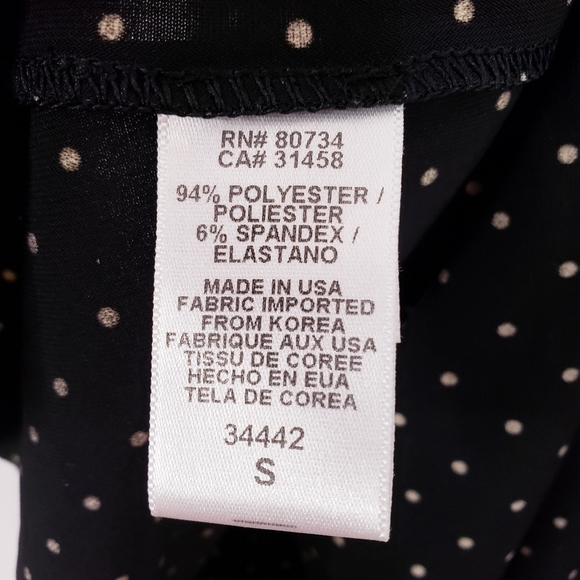 RN# 80734
CA# 31458
94% POLYESTER /
POLIESTER
6% SPANDEX /
ELASTANO
MADE IN USA
FABRIC IMPORTED
FROM KOREA
FABRIQUE AUX USA
TISSU DE COREE
HECHO EN EUA
TELA DE COREA
34442
S